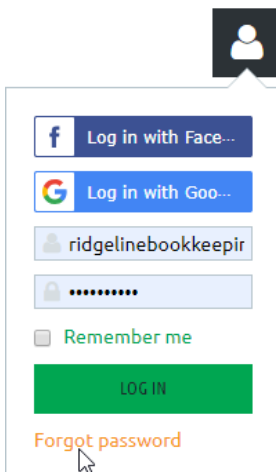 f Log in with Face...
G Log in with Goo...
ridgelinebookkeepir
••••••••••
Remember me
LOG IN
Forgot password